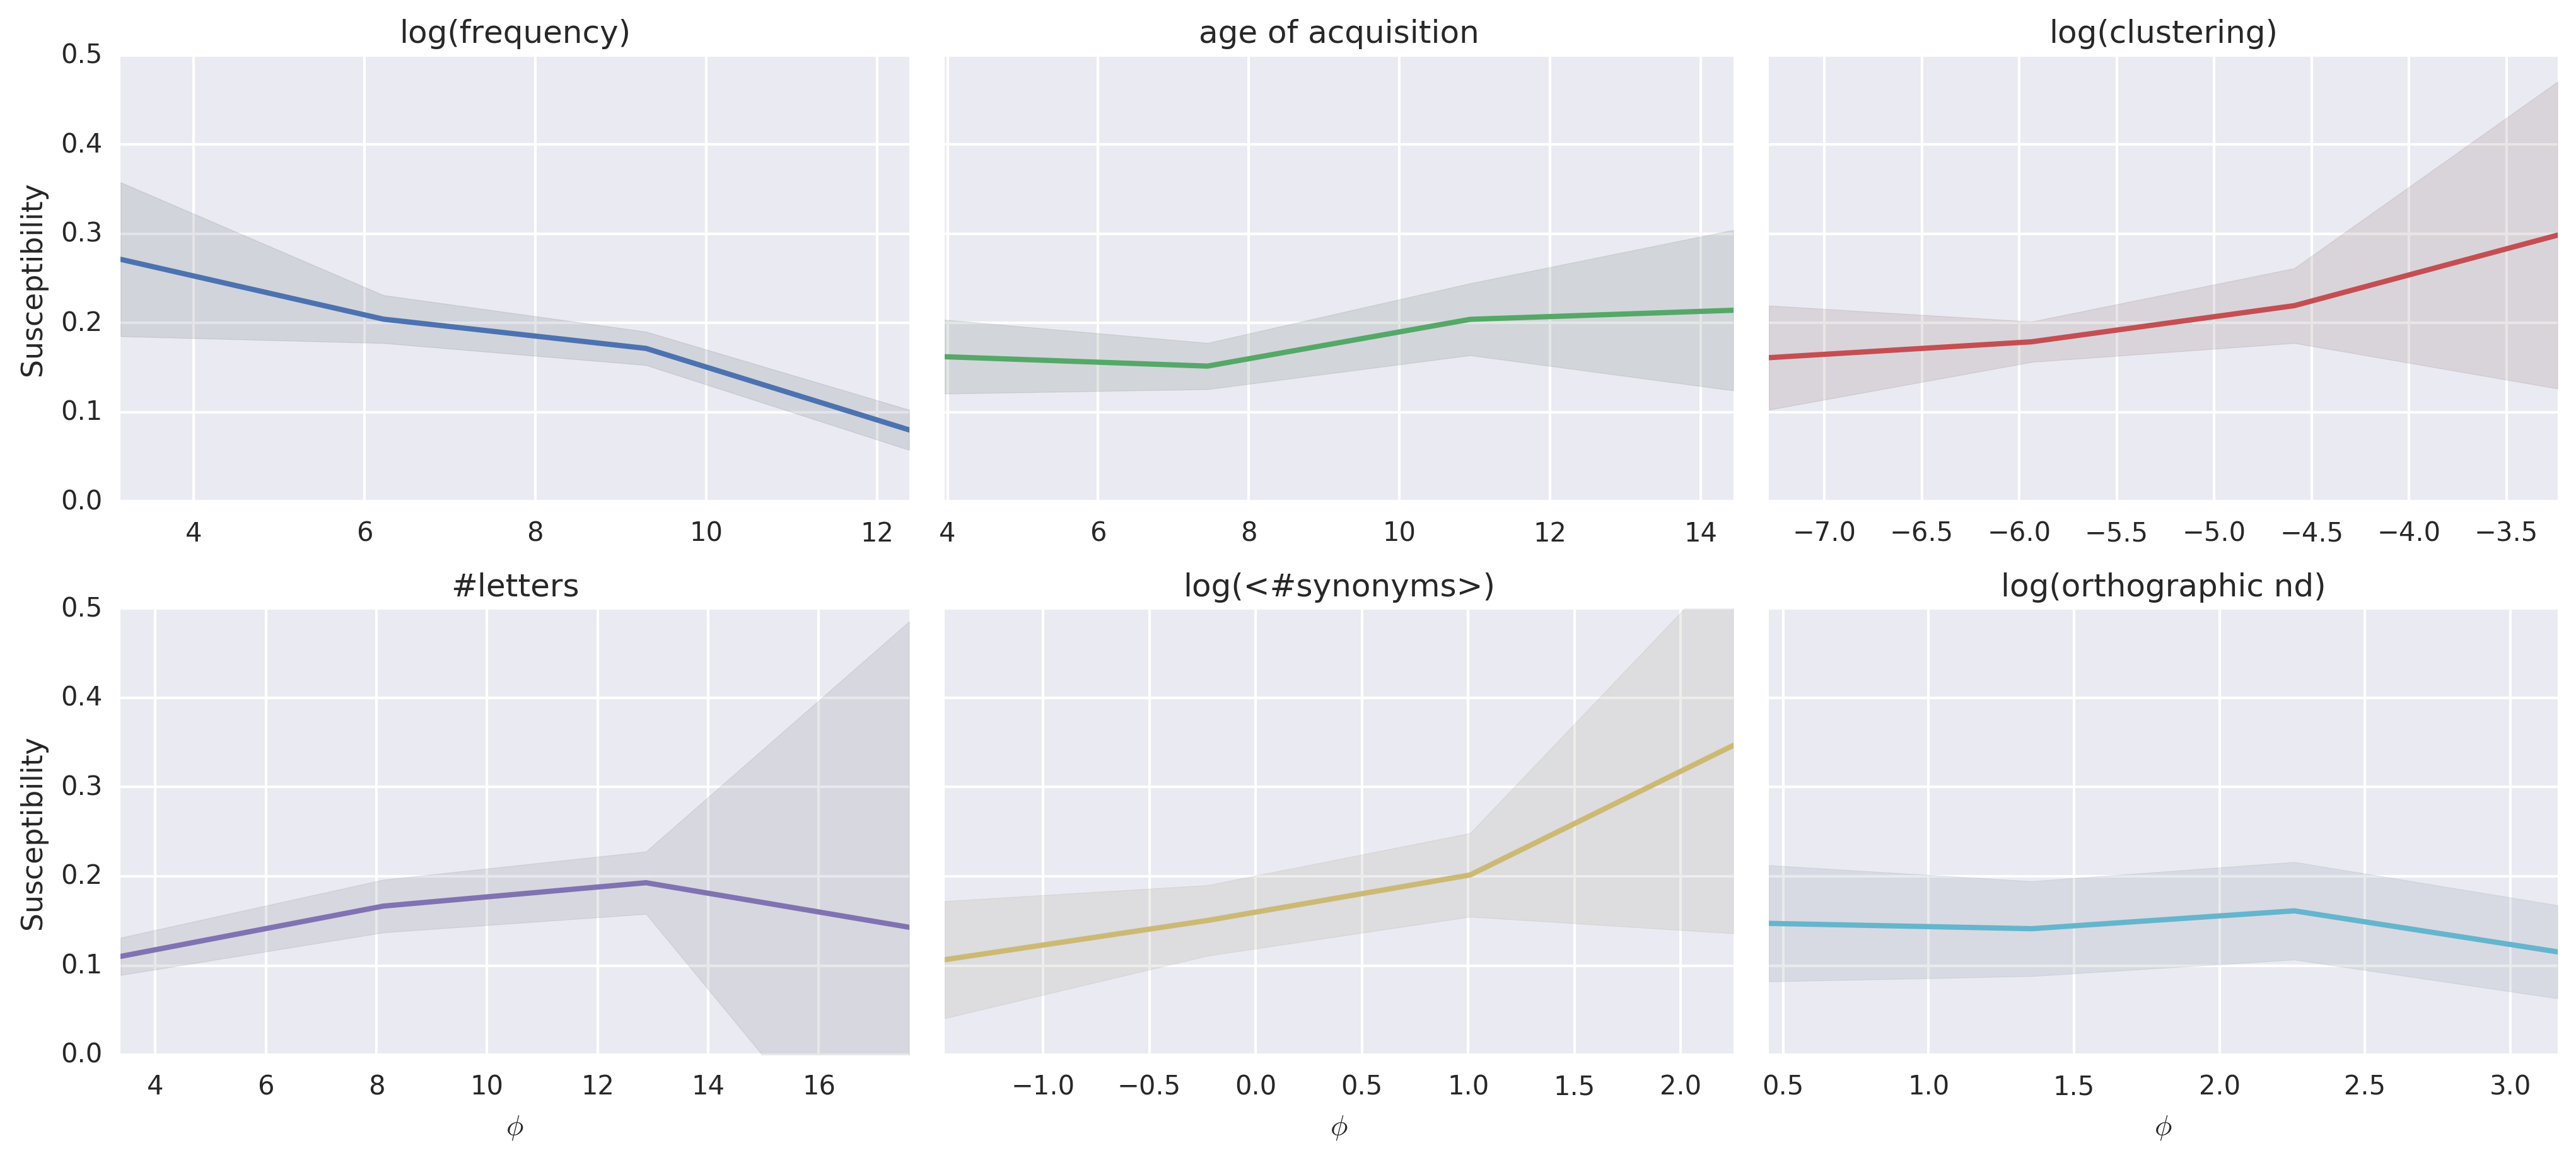 log(frequency) age of acquisition log(clustering)
Susceptibility
0.5
0.4
0.3
0.2
0.1
0.0
4 6 8 10 12
4 6 8 10 12 14
−7.0 −6.5 −6.0 −5.5 −5.0 −4.5 −4.0 −3.5
#letters log(<#synonyms>) log(orthographic nd)
Susceptibility
0.5
0.4
0.3
0.2
0.1
0.0
4 6 8 10 12 14 16
−1.0 −0.5 0.0 0.5 1.0 1.5 2.0
0.5 1.0 1.5 2.0 2.5 3.0
ϕ ϕ ϕ